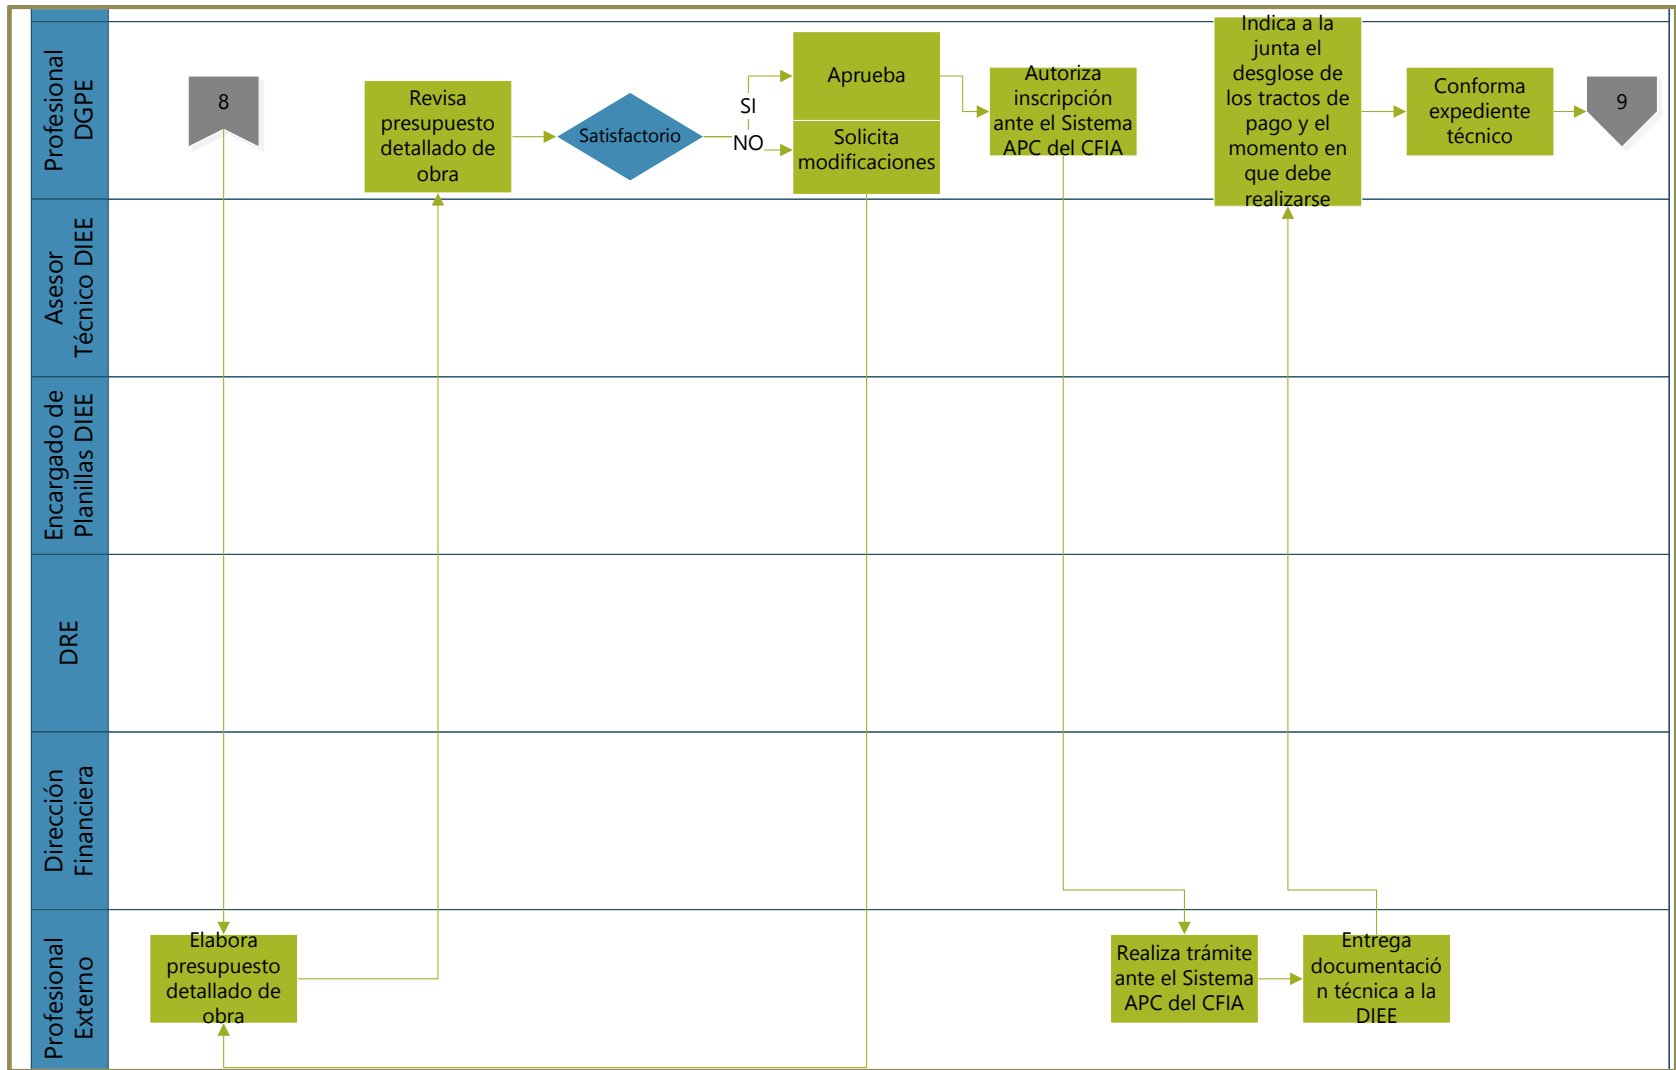 Profesional
DGPE
8
Revisa
presupuesto
detallado de
obra
Satisfactorio
SI
NO
Aprueba
Solicita
modificaciones
Autoriza
inscripción
ante el Sistema
APC del CFIA
Indica a la
junta el
desglose de
los tractos de
pago y el
momento en
que debe
realizarse
Conforma
expediente
técnico
9
Asesor
Técnico DIEE
Encargado de
Planillas DIEE
DRE
Dirección
Financiera
Profesional
Externo
Elabora
presupuesto
detallado de
obra
Realiza trámite
ante el Sistema
APC del CFIA
Entrega
documentació
n técnica a la
DIEE